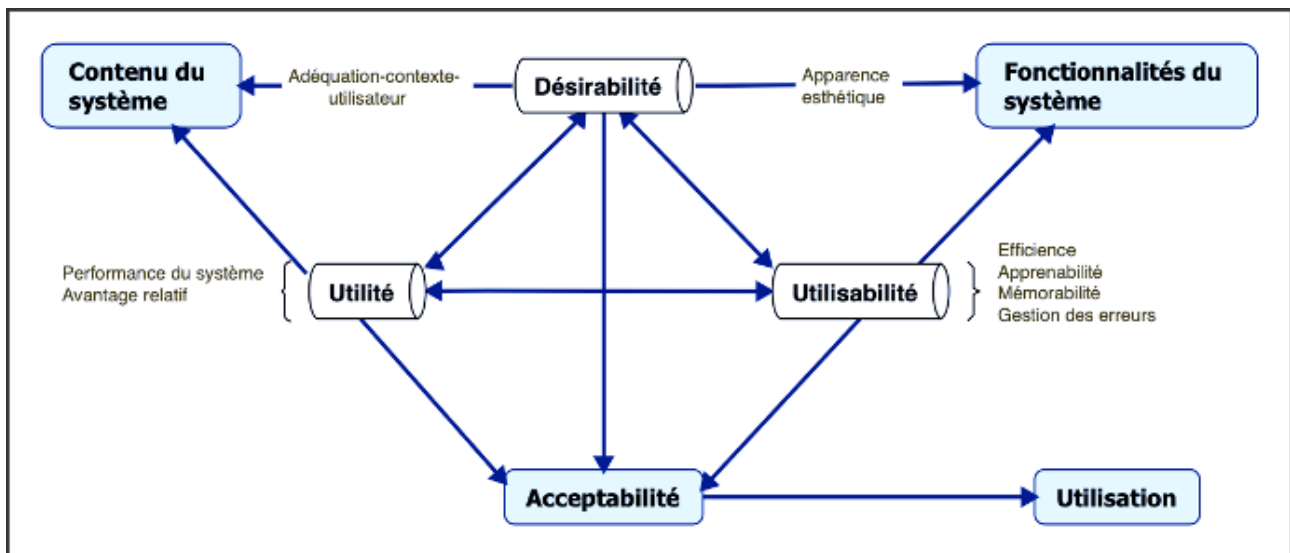 Contenu du
système
Adéquation-contexte-
utilisateur
Désirabilité
Apparence
esthétique
Fonctionnalités du
système
Performance du système
Avantage relatif
Utilité
Utilisabilité
Efficience
Apprenabilité
Mémorabilité
Gestion des erreurs
Acceptabilité
Utilisation